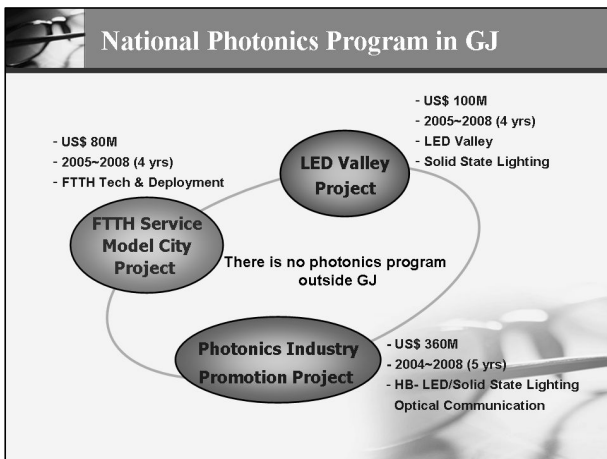 National Photonics Program in GJ
- US$ 100M
- 2005~2008 (4 yrs)
- LED Valley
- Solid State Lighting
- US$ 80M
- 2005~2008 (4 yrs)
- FTTH Tech & Deployment
LED Valley
Project
FTTH Service
Model City
Project
There is no photonics program
outside GJ
Photonics Industry
Promotion Project
- US$ 360M
- 2004~2008 (5 yrs)
- HB- LED/Solid State Lighting
Optical Communication